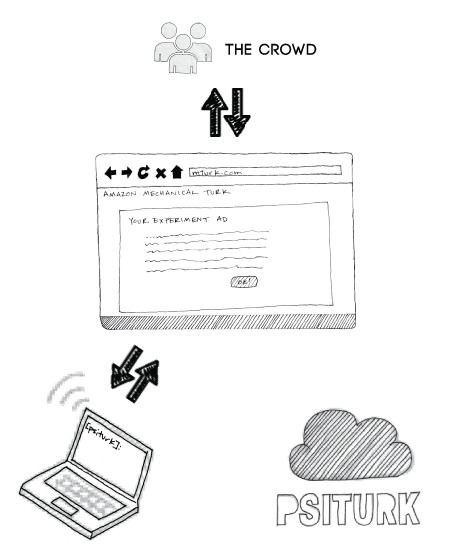 THE CROWD
mTurk.com
AMAZON MECHANICAL TURK
YOUR EXPERIMENT AD
OK!
[psiturk]:
PSITURK